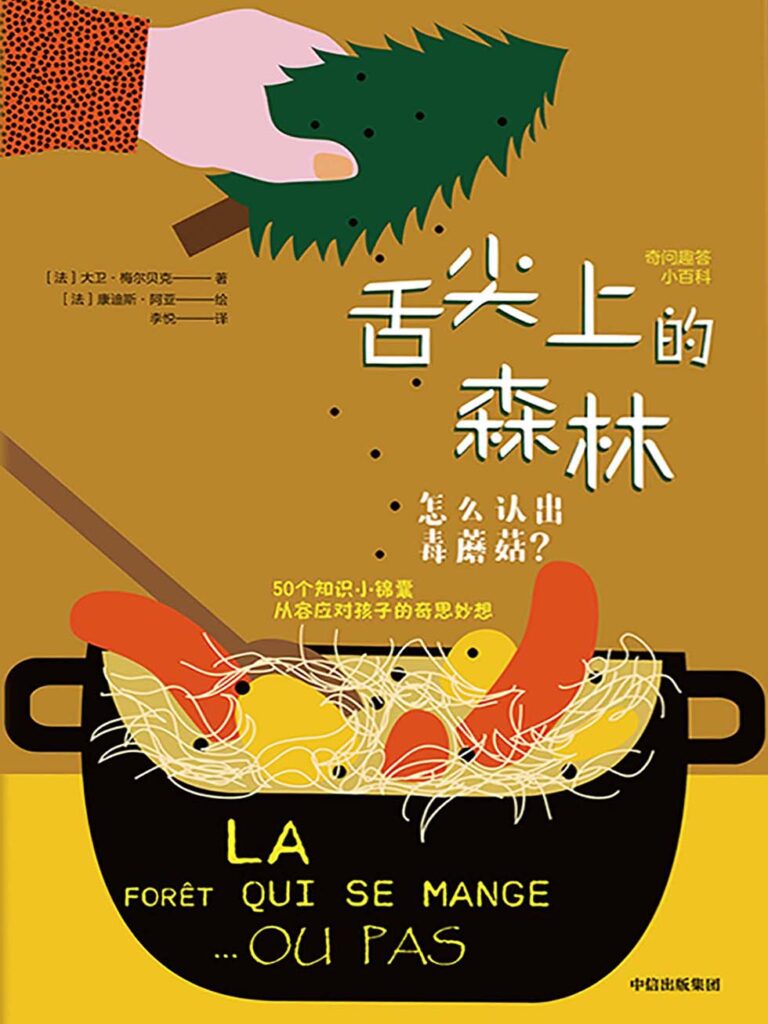 [法]大卫·梅尔贝克——著
[法]康迪斯·阿亚——绘
李悦——译
奇问趣答
小百科
舌尖上的
森林
怎么认出
毒蘑菇?
50个知识小锦囊
从容应对孩子的奇思妙想
LA
FORÊT QUI SE MANGE
...OU PAS
中信出版集团